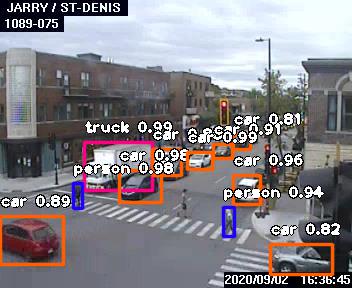 JARRY / ST-DENIS
1089-075
car 0.81
truck 0.99
0.91
0.99
car 0.98
car 0.96
person 0.98
person 0.94
car 0.89
car 0.82
2020/09/02 16:36:45